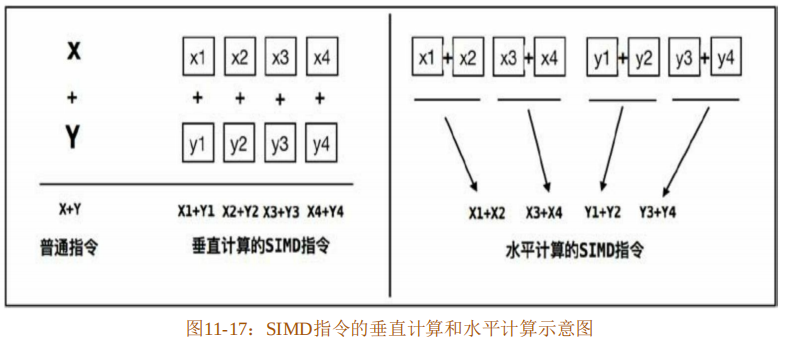 X x1 x2 x3 x4
+ + + + +
Y y1 y2 y3 y4
X+Y X1+Y1 X2+Y2 X3+Y3 X4+Y4
普通指令 垂直计算的SIMD指令
x1+x2 x3+x4 y1+y2 y3+y4
X1+X2 X3+X4 Y1+Y2 Y3+Y4
水平计算的SIMD指令
图11-17：SIMD指令的垂直计算和水平计算示意图